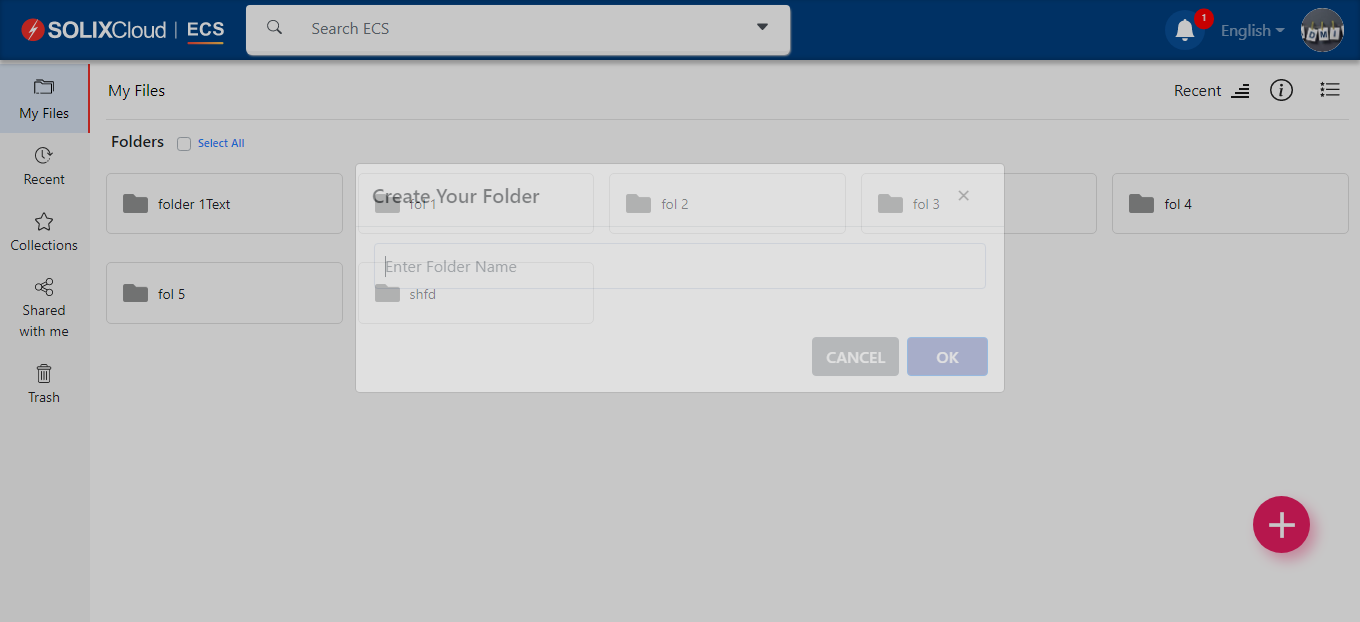 SOLIXCloud | ECS
Search ECS
1
English
DMI
My Files
Recent
Collections
Shared
with me
Trash
My Files
Recent
Folders
Select All
folder 1Text
fol 1
fol 2
fol 3
fol 4
fol 5
shfd
Create Your Folder
×
Enter Folder Name
CANCEL
OK